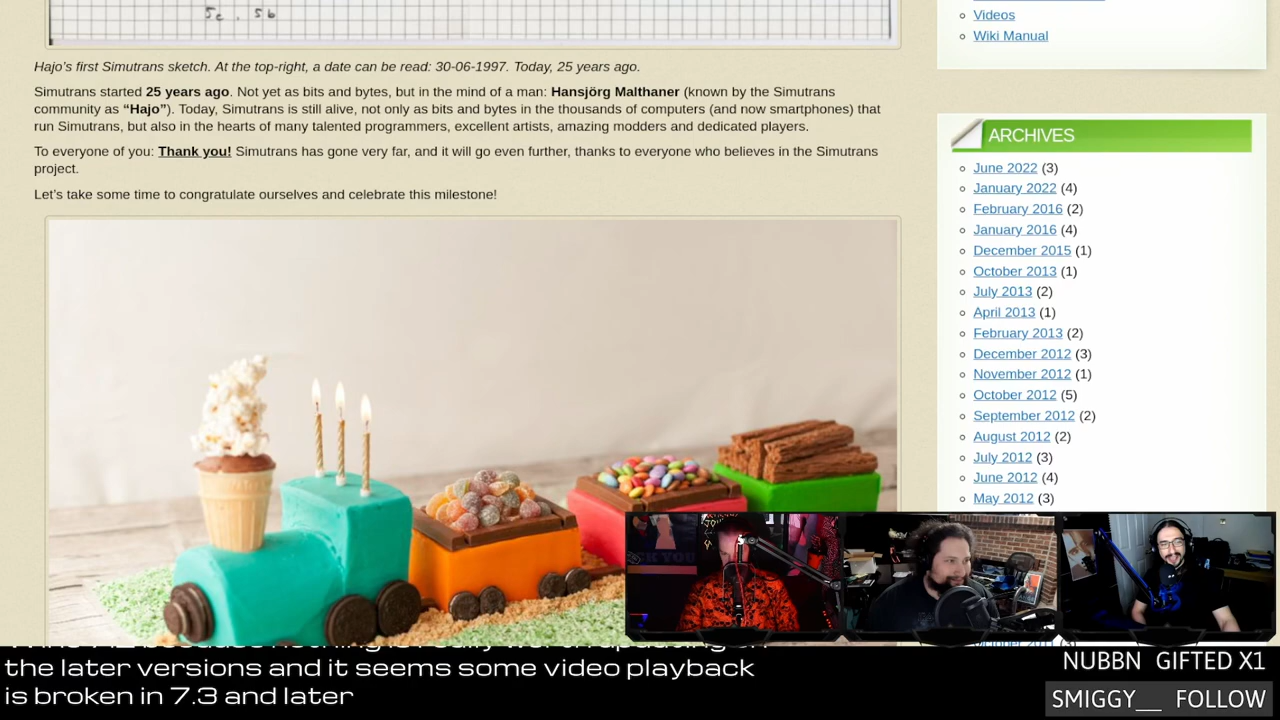 5c . 5b
Videos
Wiki Manual
Hajo’s first Simutrans sketch. At the top-right, a date can be read: 30-06-1997. Today, 25 years ago.
Simutrans started 25 years ago. Not yet as bits and bytes, but in the mind of a man: Hansjörg Malthaner (known by the Simutrans
community as “Hajo”). Today, Simutrans is still alive, not only as bits and bytes in the thousands of computers (and now smartphones) that
run Simutrans, but also in the hearts of many talented programmers, excellent artists, amazing modders and dedicated players.
To everyone of you: Thank you! Simutrans has gone very far, and it will go even further, thanks to everyone who believes in the Simutrans
project.
Let’s take some time to congratulate ourselves and celebrate this milestone!
ARCHIVES
June 2022 (3)
January 2022 (4)
February 2016 (2)
January 2016 (4)
December 2015 (1)
October 2013 (1)
July 2013 (2)
April 2013 (1)
February 2013 (2)
December 2012 (3)
November 2012 (1)
October 2012 (5)
September 2012 (2)
August 2012 (2)
July 2012 (3)
June 2012 (4)
May 2012 (3)
the later versions and it seems some video playback
is broken in 7.3 and later
NUBBN GIFTED X1
SMIGGY__ FOLLOW